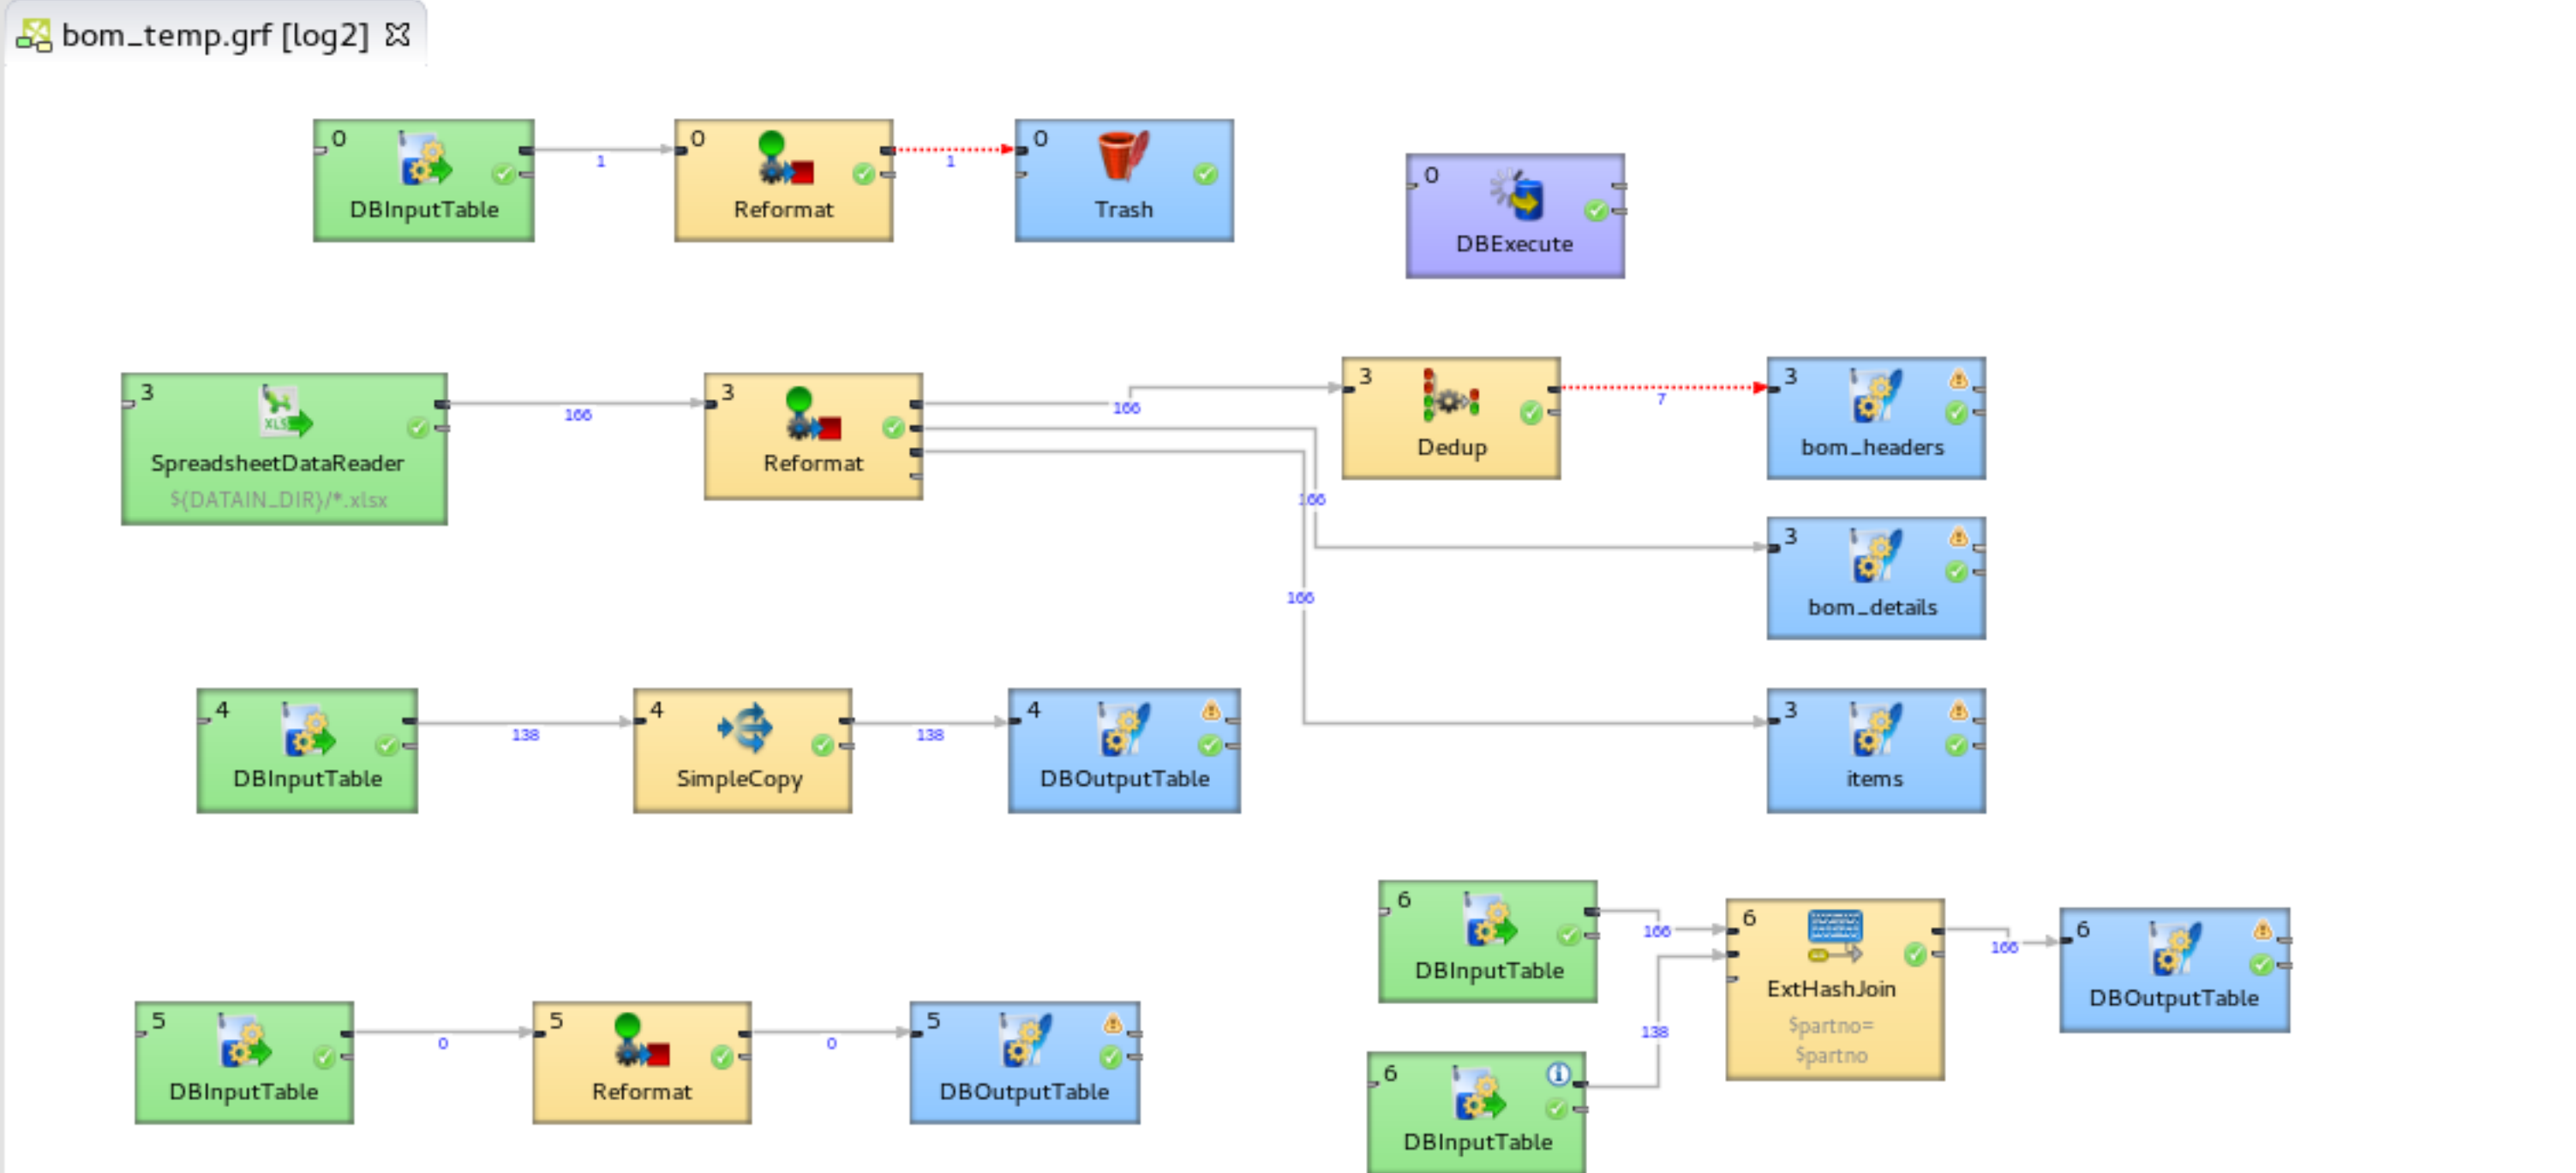 bom_temp.grf [log2]
0
DBInputTable
1
0
Reformat
1
0
Trash
0
DBExecute
3
XLS
SpreadsheetDataReader
${DATAIN_DIR}/*.xlsx
166
3
Reformat
166
166
166
3
Dedup
7
3
bom_headers
3
bom_details
3
items
4
DBInputTable
138
4
SimpleCopy
138
4
DBOutputTable
5
DBInputTable
0
5
Reformat
0
5
DBOutputTable
6
DBInputTable
166
6
DBInputTable
138
6
ExtHashJoin
$partno=
$partno
166
6
DBOutputTable